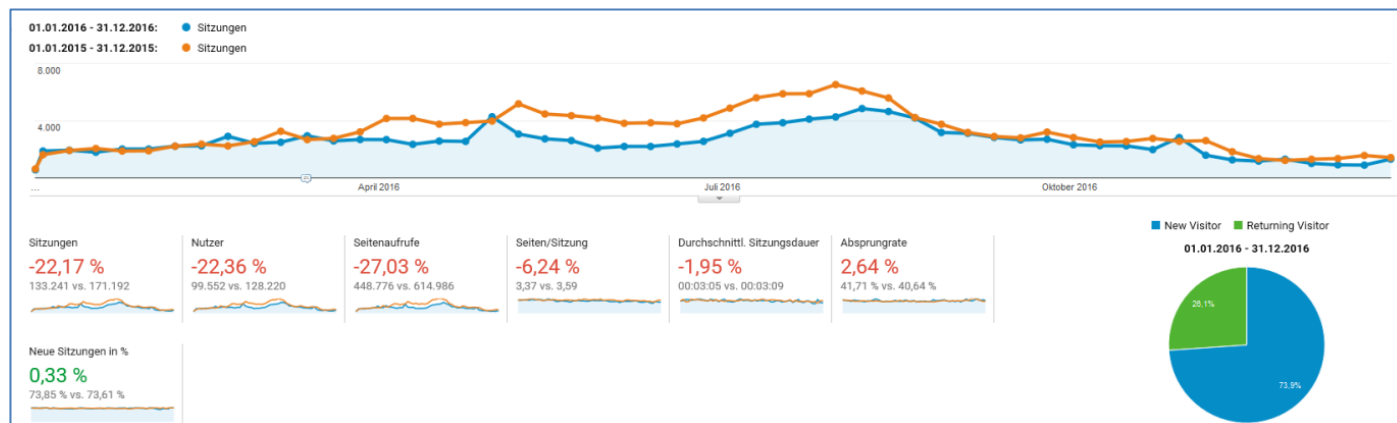 01.01.2016 - 31.12.2016: Sitzungen
01.01.2015 - 31.12.2015: Sitzungen
8.000
4.000
...
April 2016
Juli 2016
Oktober 2016
Sitzungen
-22,17 %
133.241 vs. 171.192
Nutzer
-22,36 %
99.552 vs. 128.220
Seitenaufrufe
-27,03 %
448.776 vs. 614.986
Seiten/Sitzung
-6,24 %
3,37 vs. 3,59
Durchschnittl. Sitzungsdauer
-1,95 %
00:03:05 vs. 00:03:09
Absprungrate
2,64 %
41,71 % vs. 40,64 %
Neue Sitzungen in %
0,33 %
73,85 % vs. 73,61 %
New Visitor Returning Visitor
01.01.2016 - 31.12.2016
26,1%
73,9%